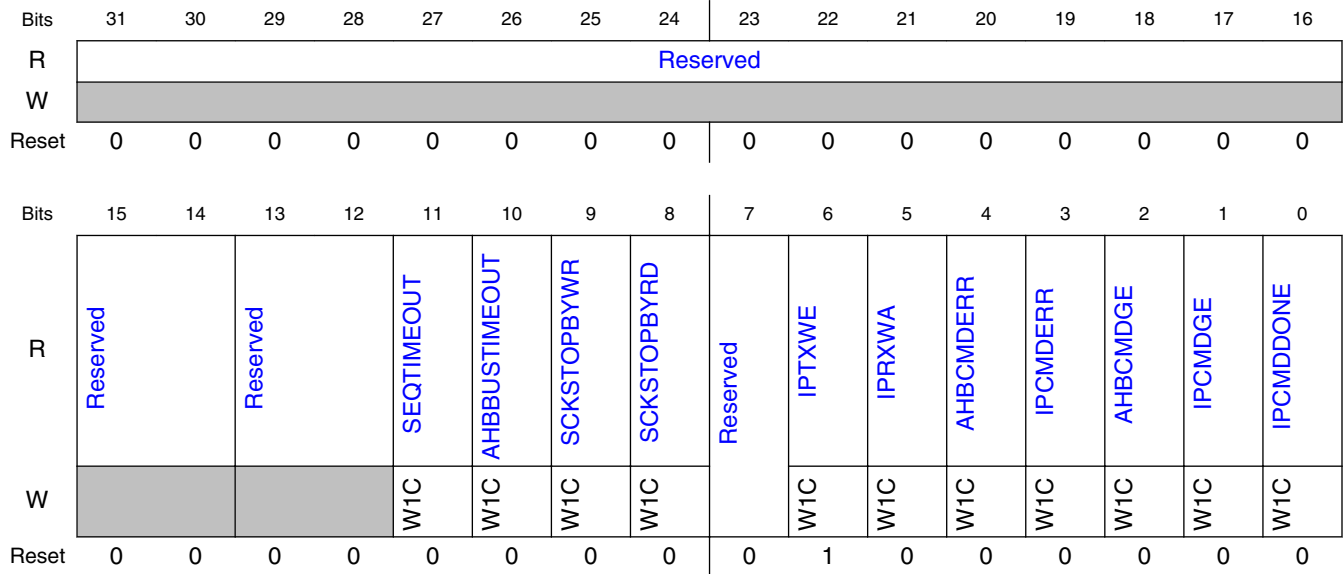 Bits 31 30 29 28 27 26 25 24 23 22 21 20 19 18 17 16
R Reserved
W
Reset 0 0 0 0 0 0 0 0 0 0 0 0 0 0 0 0
Bits 15 14 13 12 11 10 9 8 7 6 5 4 3 2 1 0
R Reserved Reserved SEQTIMEOUT AHBBUSTIMEOUT SCKSTOPBYWR SCKSTOPBYRD Reserved IPTXWE IPRXWA AHBCMDERR IPCMDERR AHBCMDGE IPCMDGE IPCMDDONE
W W1C W1C W1C W1C W1C W1C W1C W1C W1C W1C W1C
Reset 0 0 0 0 0 0 0 0 0 1 0 0 0 0 0 0